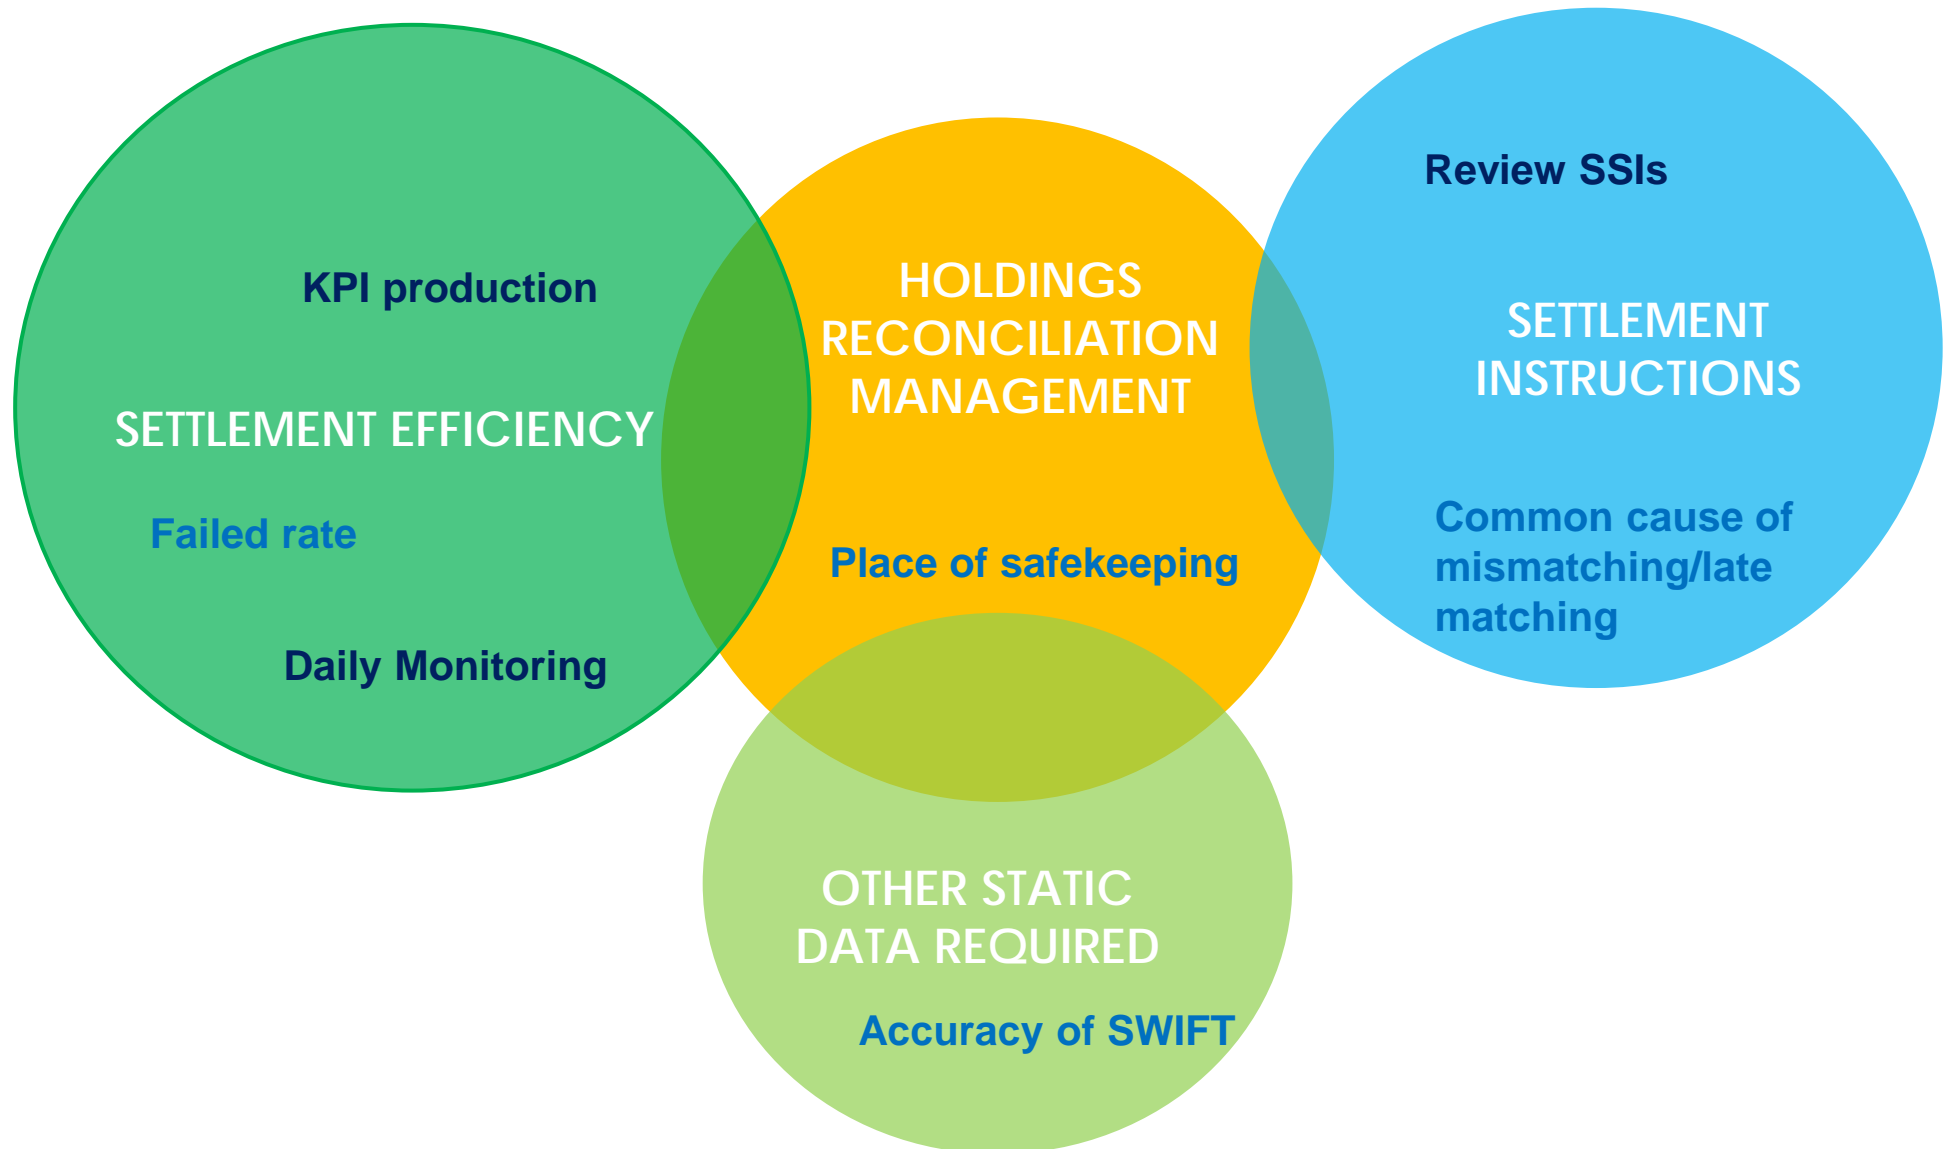 KPI production
SETTLEMENT EFFICIENCY
Failed rate
Daily Monitoring
HOLDINGS
RECONCILIATION
MANAGEMENT
Place of safekeeping
Review SSIs
SETTLEMENT
INSTRUCTIONS
Common cause of
mismatching/late
matching
OTHER STATIC
DATA REQUIRED
Accuracy of SWIFT